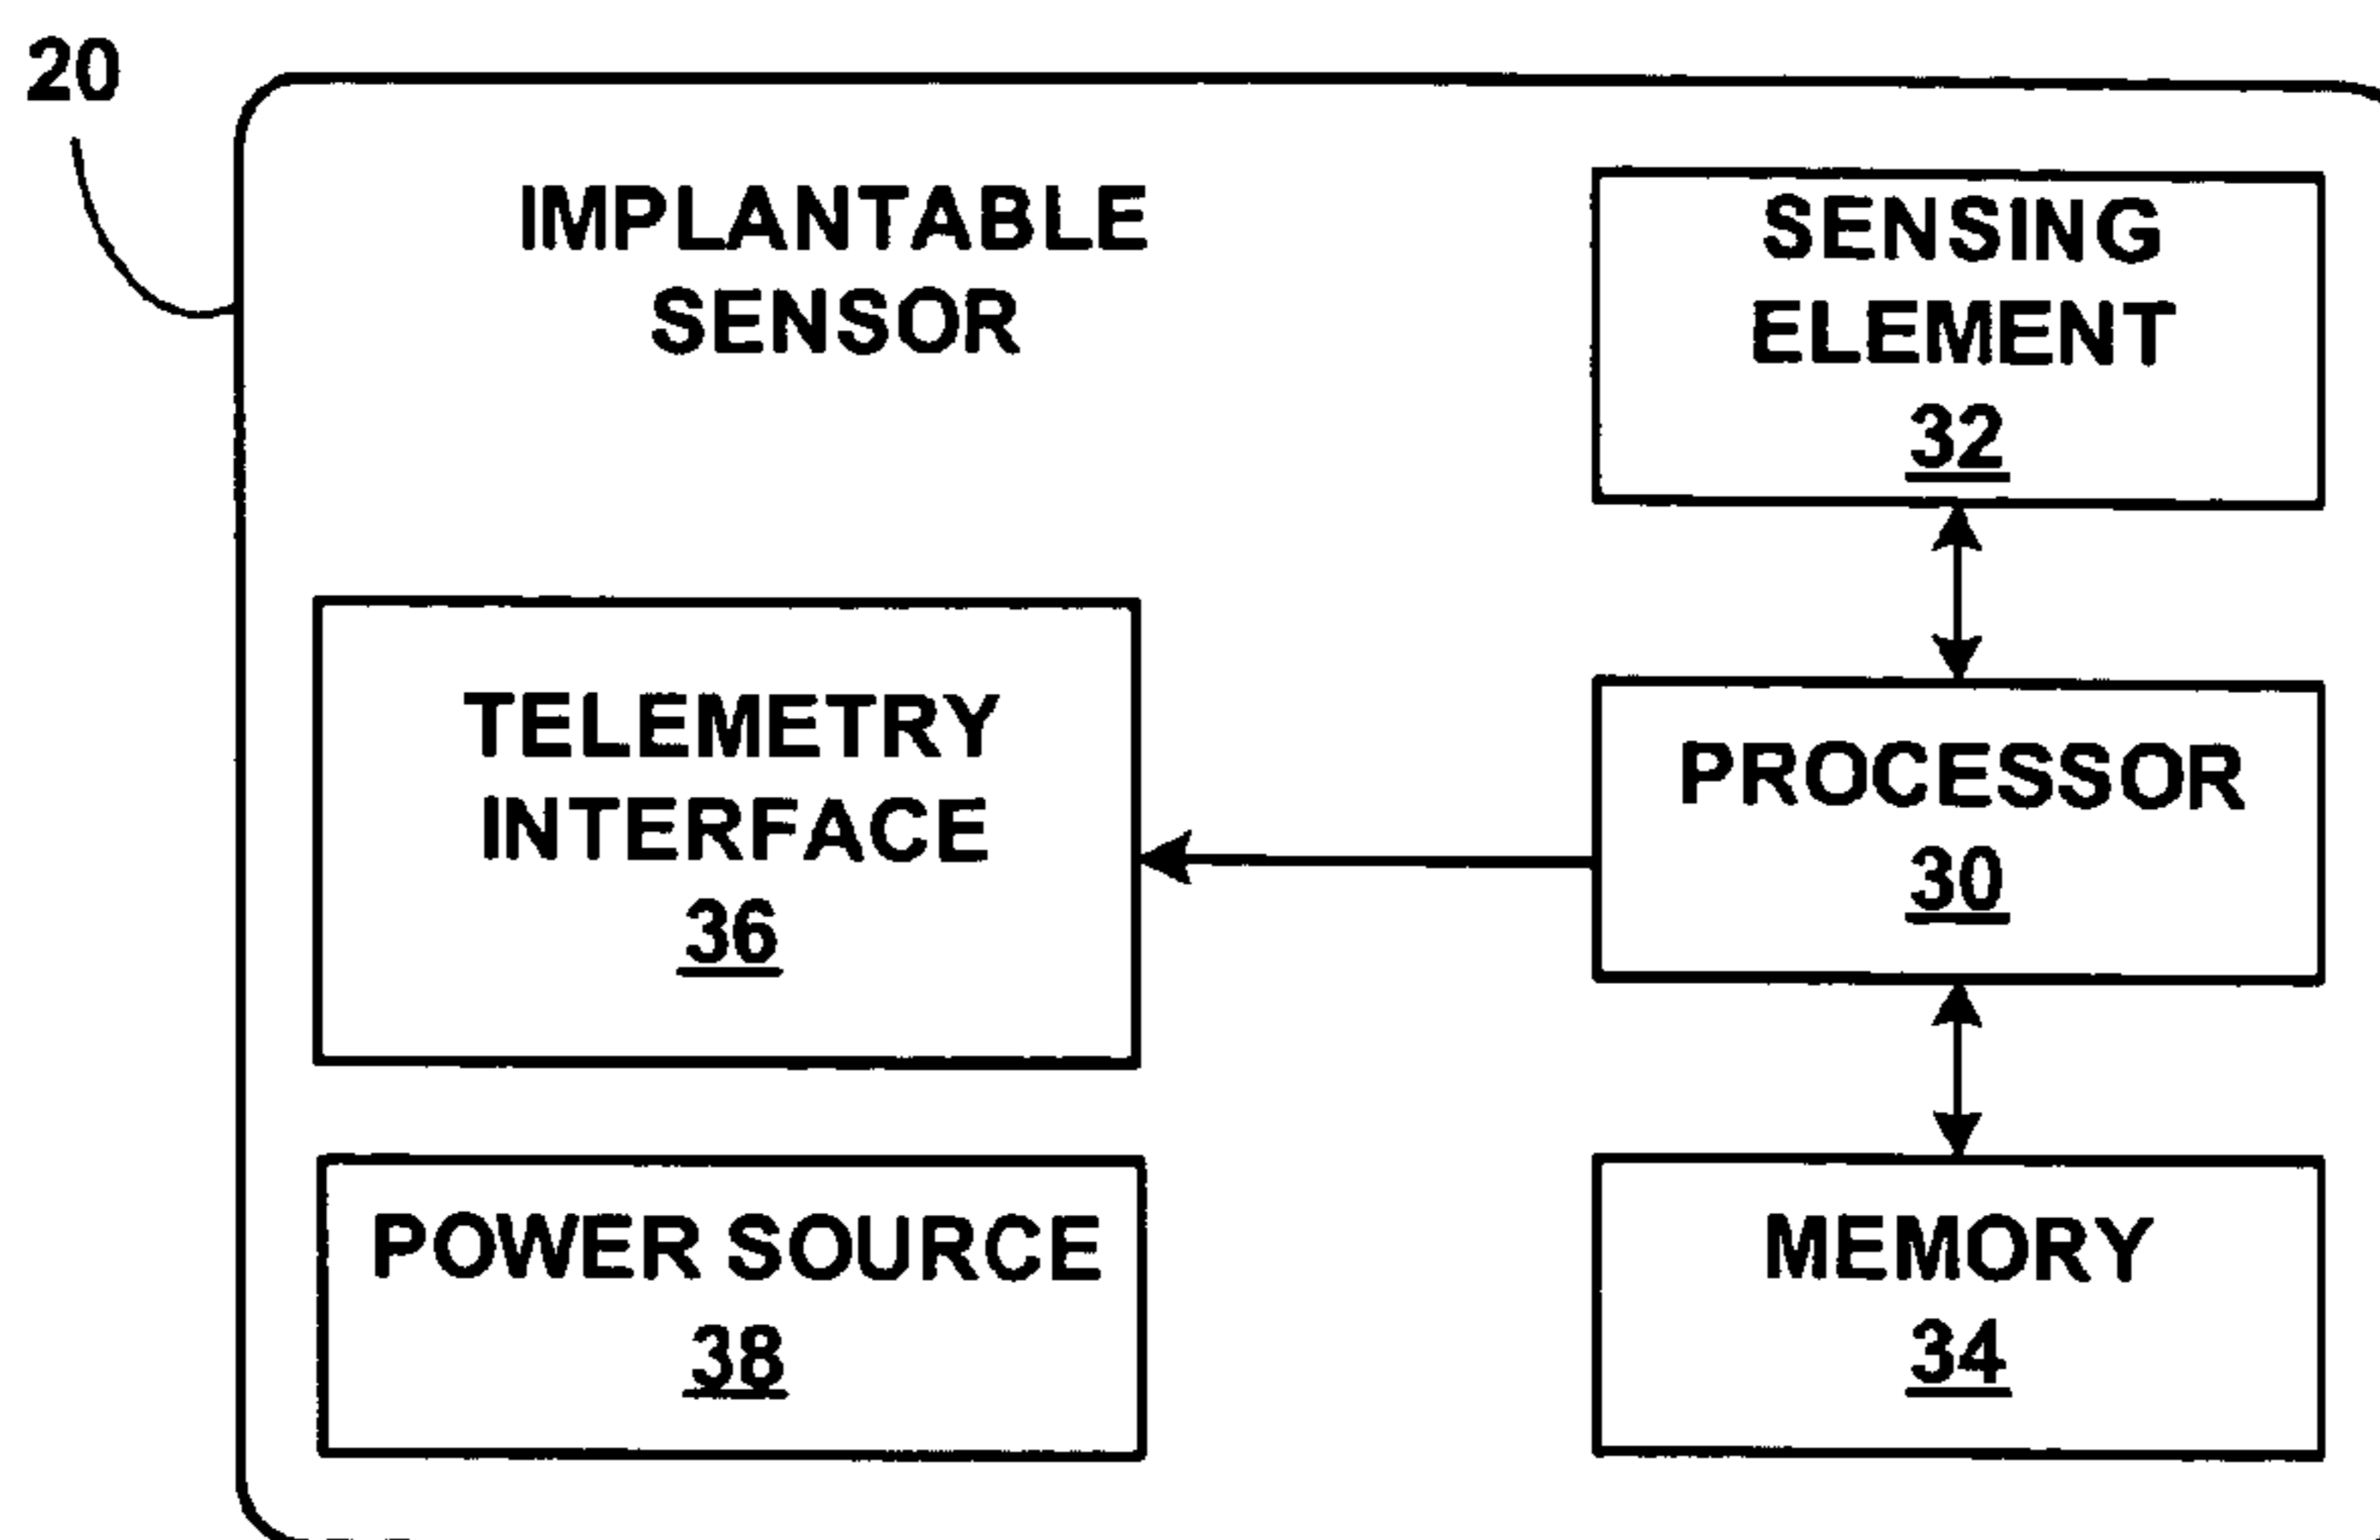 20
IMPLANTABLE
SENSOR
SENSING
ELEMENT
32
TELEMETRY
INTERFACE
36
PROCESSOR
30
POWER SOURCE
38
MEMORY
34